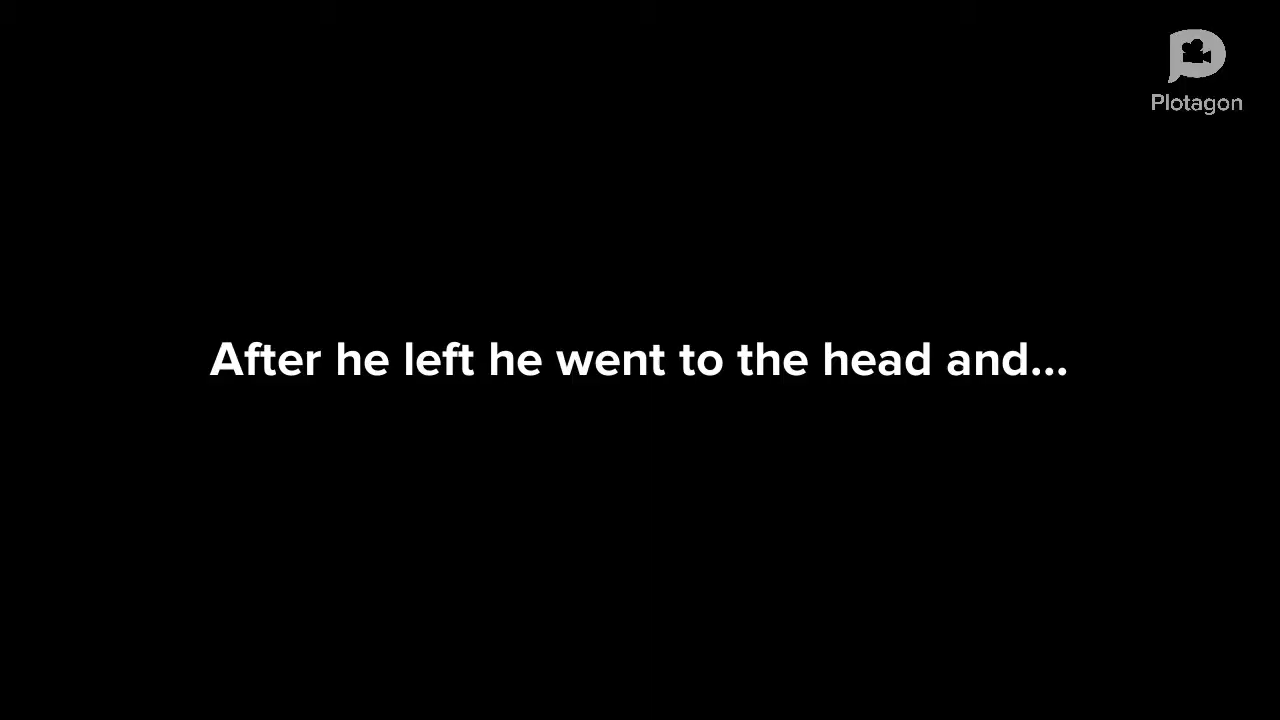 Plotagon
After he left he went to the head and...